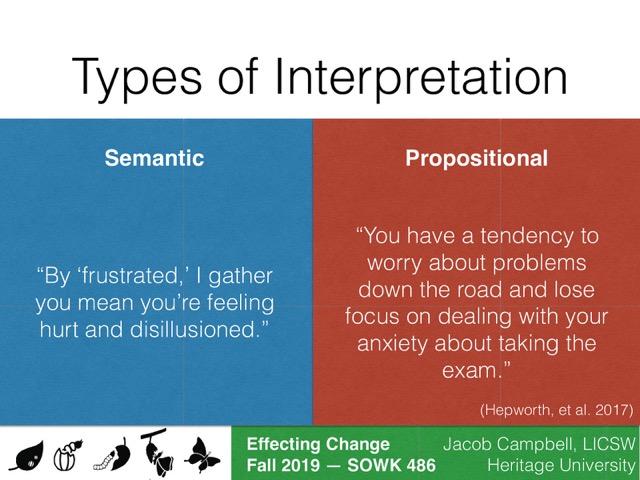 Types of Interpretation
Semantic
“By ‘frustrated,’ I gather
you mean you’re feeling
hurt and disillusioned.”
Propositional
“You have a tendency to
worry about problems
down the road and lose
focus on dealing with your
anxiety about taking the
exam.”
(Hepworth, et al. 2017)
Effecting Change
Fall 2019 — SOWK 486
Jacob Campbell, LICSW
Heritage University